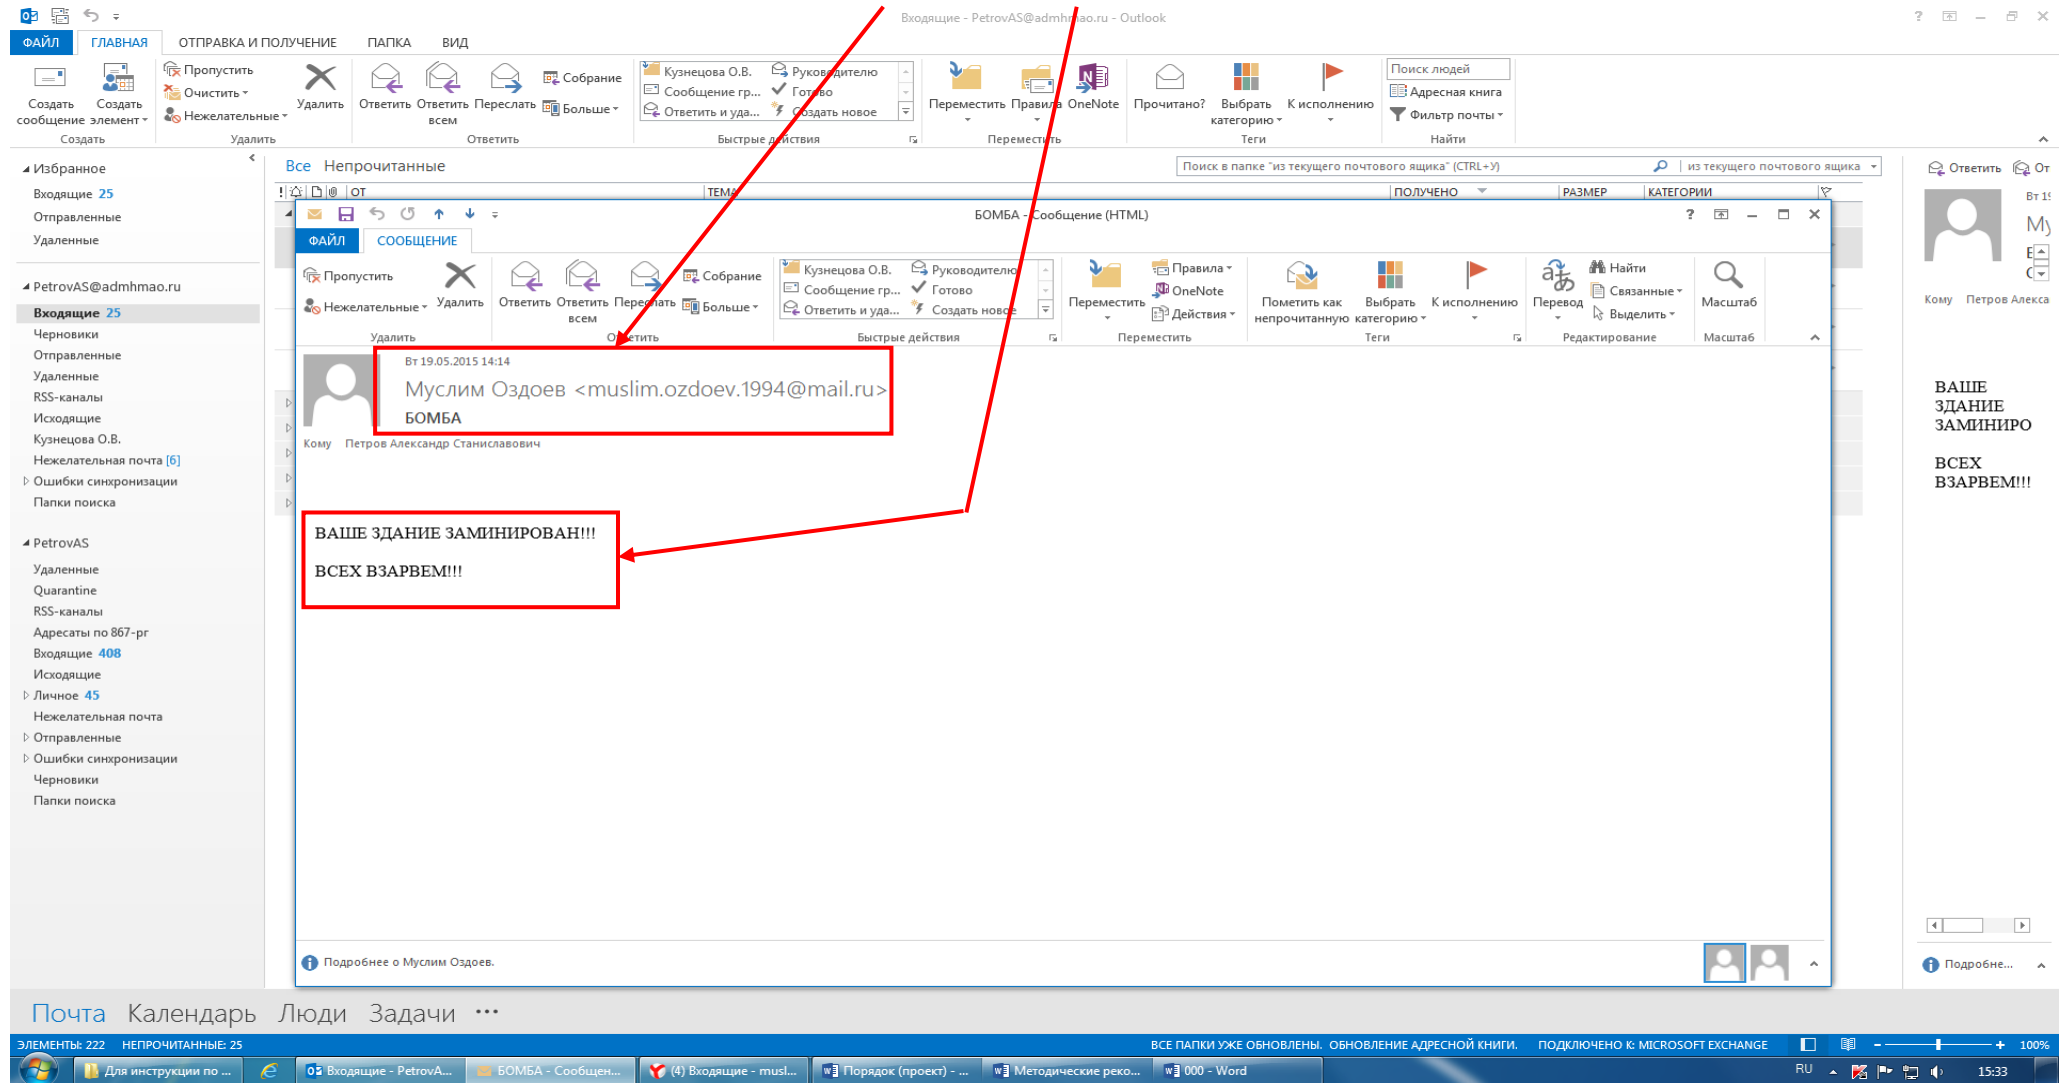 Входящие - PetrovAS@admhmao.ru - Outlook
ФАЙЛ ГЛАВНАЯ ОТПРАВКА И ПОЛУЧЕНИЕ ПАПКА ВИД
Создать сообщение
Создать элемент
Создать
Пропустить
Очистить
Нежелательные
Удалить
Удалить
Ответить
Ответить всем
Переслать
Собрание
Больше
Ответить
Кузнецова О.В.
Сообщение гр...
Ответить и уда...
Руководителю
Готово
Создать новое
Быстрые действия
Переместить
Правила
OneNote
Переместить
Прочитано?
Выбрать категорию
К исполнению
Теги
Поиск людей
Адресная книга
Фильтр почты
Найти
Избранное
Входящие 25
Отправленные
Удаленные
PetrovAS@admhmao.ru
Входящие 25
Черновики
Отправленные
Удаленные
RSS-каналы
Исходящие
Кузнецова О.В.
Нежелательная почта [6]
Ошибки синхронизации
Папки поиска
PetrovAS
Удаленные
Quarantine
RSS-каналы
Адресаты по 867-рг
Входящие 408
Исходящие
Личное 45
Нежелательная почта
Отправленные
Ошибки синхронизации
Черновики
Папки поиска
Все Непрочитанные
Поиск в папке "из текущего почтового ящика" (CTRL+У)
из текущего почтового ящика
ОТ ТЕМА ПОЛУЧЕНО РАЗМЕР КАТЕГОРИИ
БОМБА - Сообщение (HTML)
ФАЙЛ СООБЩЕНИЕ
Пропустить
Нежелательные
Удалить
Удалить
Ответить
Ответить всем
Переслать
Собрание
Больше
Ответить
Кузнецова О.В.
Сообщение гр...
Ответить и уда...
Руководителю
Готово
Создать новое
Быстрые действия
Переместить
Правила
OneNote
Действия
Переместить
Пометить как непрочитанную
Выбрать категорию
К исполнению
Теги
Перевод
Найти
Связанные
Выделить
Редактирование
Масштаб
Масштаб
Вт 19.05.2015 14:14
Муслим Оздоев <muslim.ozdoev.1994@mail.ru>
БОМБА
Кому Петров Александр Станиславович
ВАШЕ ЗДАНИЕ ЗАМИНИРОВАН!!!
ВСЕХ ВЗАРВЕМ!!!
Подробнее о Муслим Оздоев.
Ответить От
Вт 19
Му
Кому Петров Алекса
ВАШЕ
ЗДАНИЕ
ЗАМИНИРО
ВСЕХ
ВЗАРВЕМ!!!
Подробне...
Почта Календарь Люди Задачи ...
ЭЛЕМЕНТЫ: 222 НЕПРОЧИТАННЫЕ: 25
ВСЕ ПАПКИ УЖЕ ОБНОВЛЕНЫ. ОБНОВЛЕНИЕ АДРЕСНОЙ КНИГИ. ПОДКЛЮЧЕНО К: MICROSOFT EXCHANGE
100%
Для инструкции по ...
Входящие - PetrovA...
БОМБА - Сообщен...
(4) Входящие - musl...
Порядок (проект) - ...
Методические реко...
000 - Word
RU
15:33